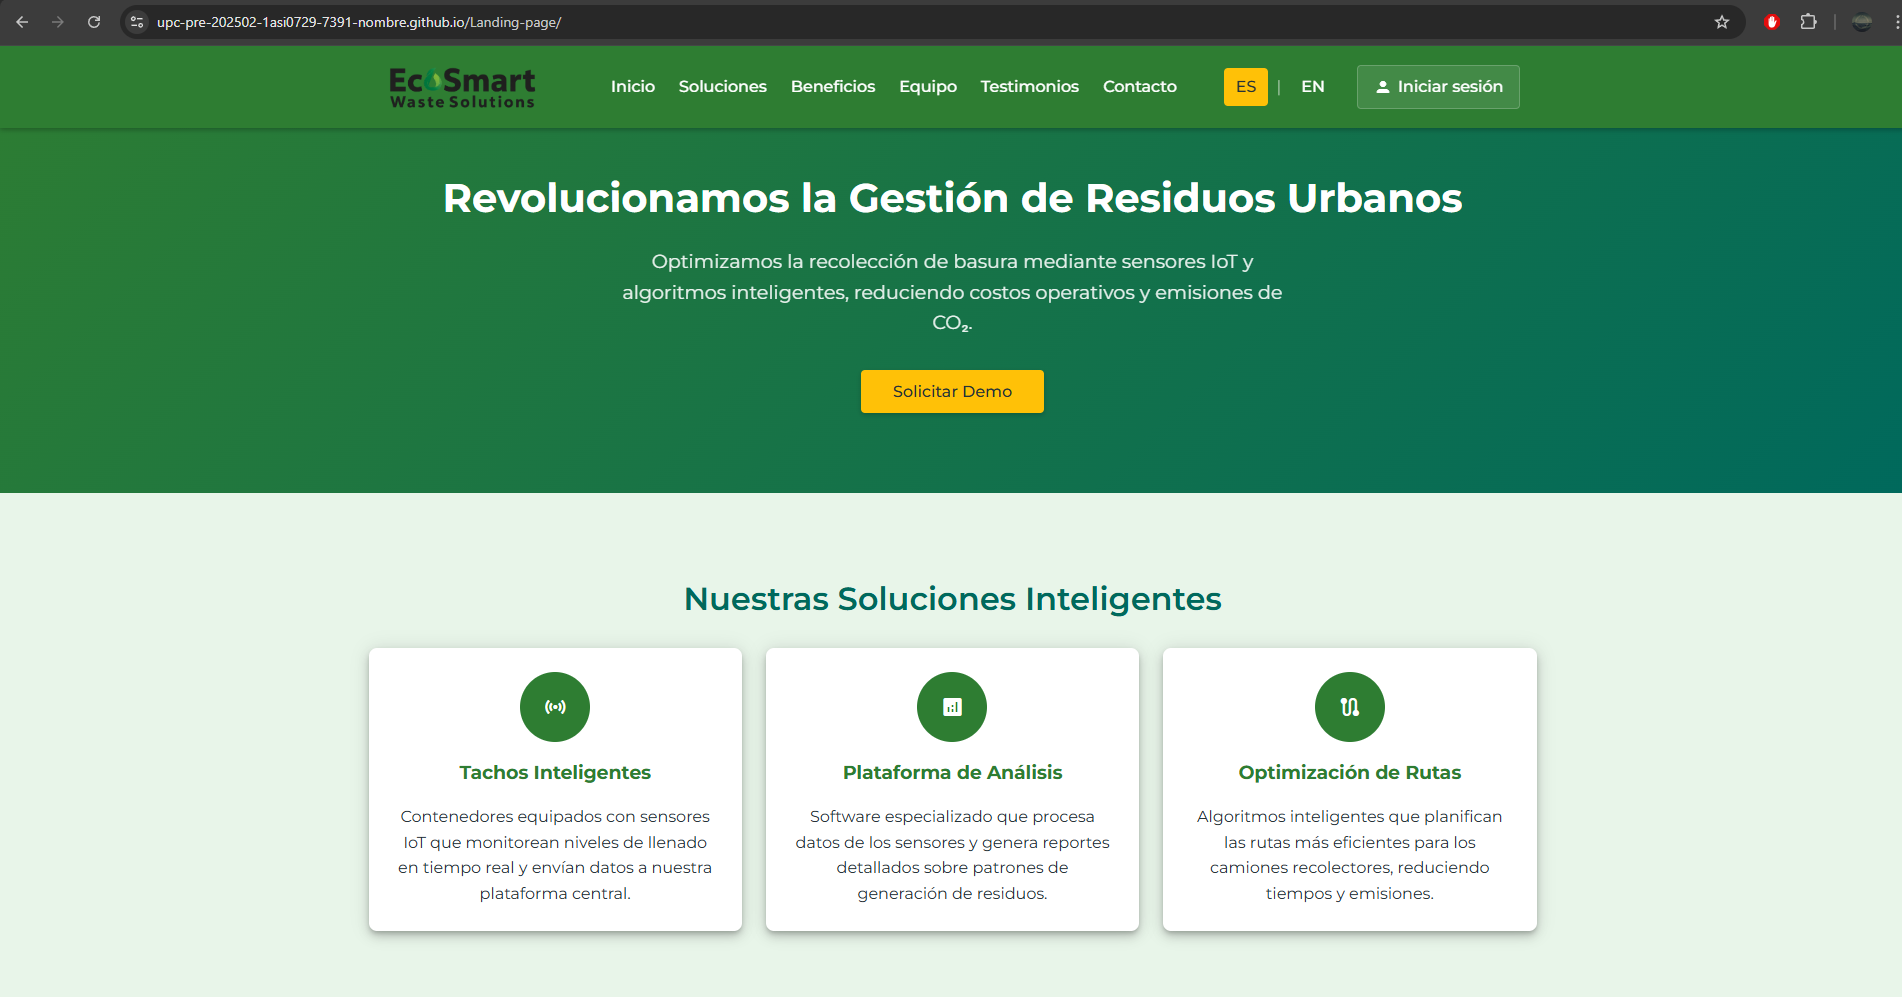 upc-pre-202502-1asi0729-7391-nombre.github.io/Landing-page/
EcoSmart
Waste Solutions
Inicio Soluciones Beneficios Equipo Testimonios Contacto ES | EN Iniciar sesión
Revolucionamos la Gestión de Residuos Urbanos
Optimizamos la recolección de basura mediante sensores IoT y
algoritmos inteligentes, reduciendo costos operativos y emisiones de
CO₂.
Solicitar Demo
Nuestras Soluciones Inteligentes
Tachos Inteligentes
Contenedores equipados con sensores
IoT que monitorean niveles de llenado
en tiempo real y envían datos a nuestra
plataforma central.
Plataforma de Análisis
Software especializado que procesa
datos de los sensores y genera reportes
detallados sobre patrones de
generación de residuos.
Optimización de Rutas
Algoritmos inteligentes que planifican
las rutas más eficientes para los
camiones recolectores, reduciendo
tiempos y emisiones.